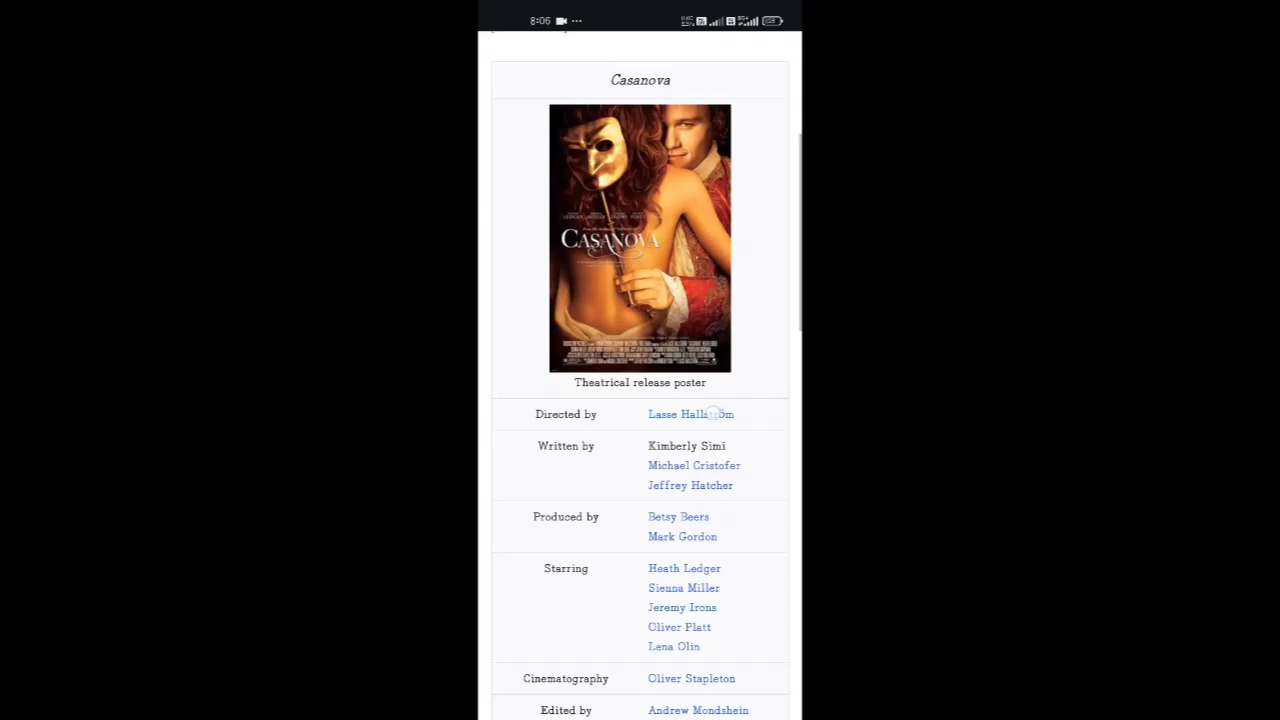 8:06
Casanova
CASANOVA
Theatrical release poster
Directed by
Lasse Hallström
Written by
Kimberly Simi
Michael Cristofer
Jeffrey Hatcher
Produced by
Betsy Beers
Mark Gordon
Starring
Heath Ledger
Sienna Miller
Jeremy Irons
Oliver Platt
Lena Olin
Cinematography
Oliver Stapleton
Edited by
Andrew Mondshein